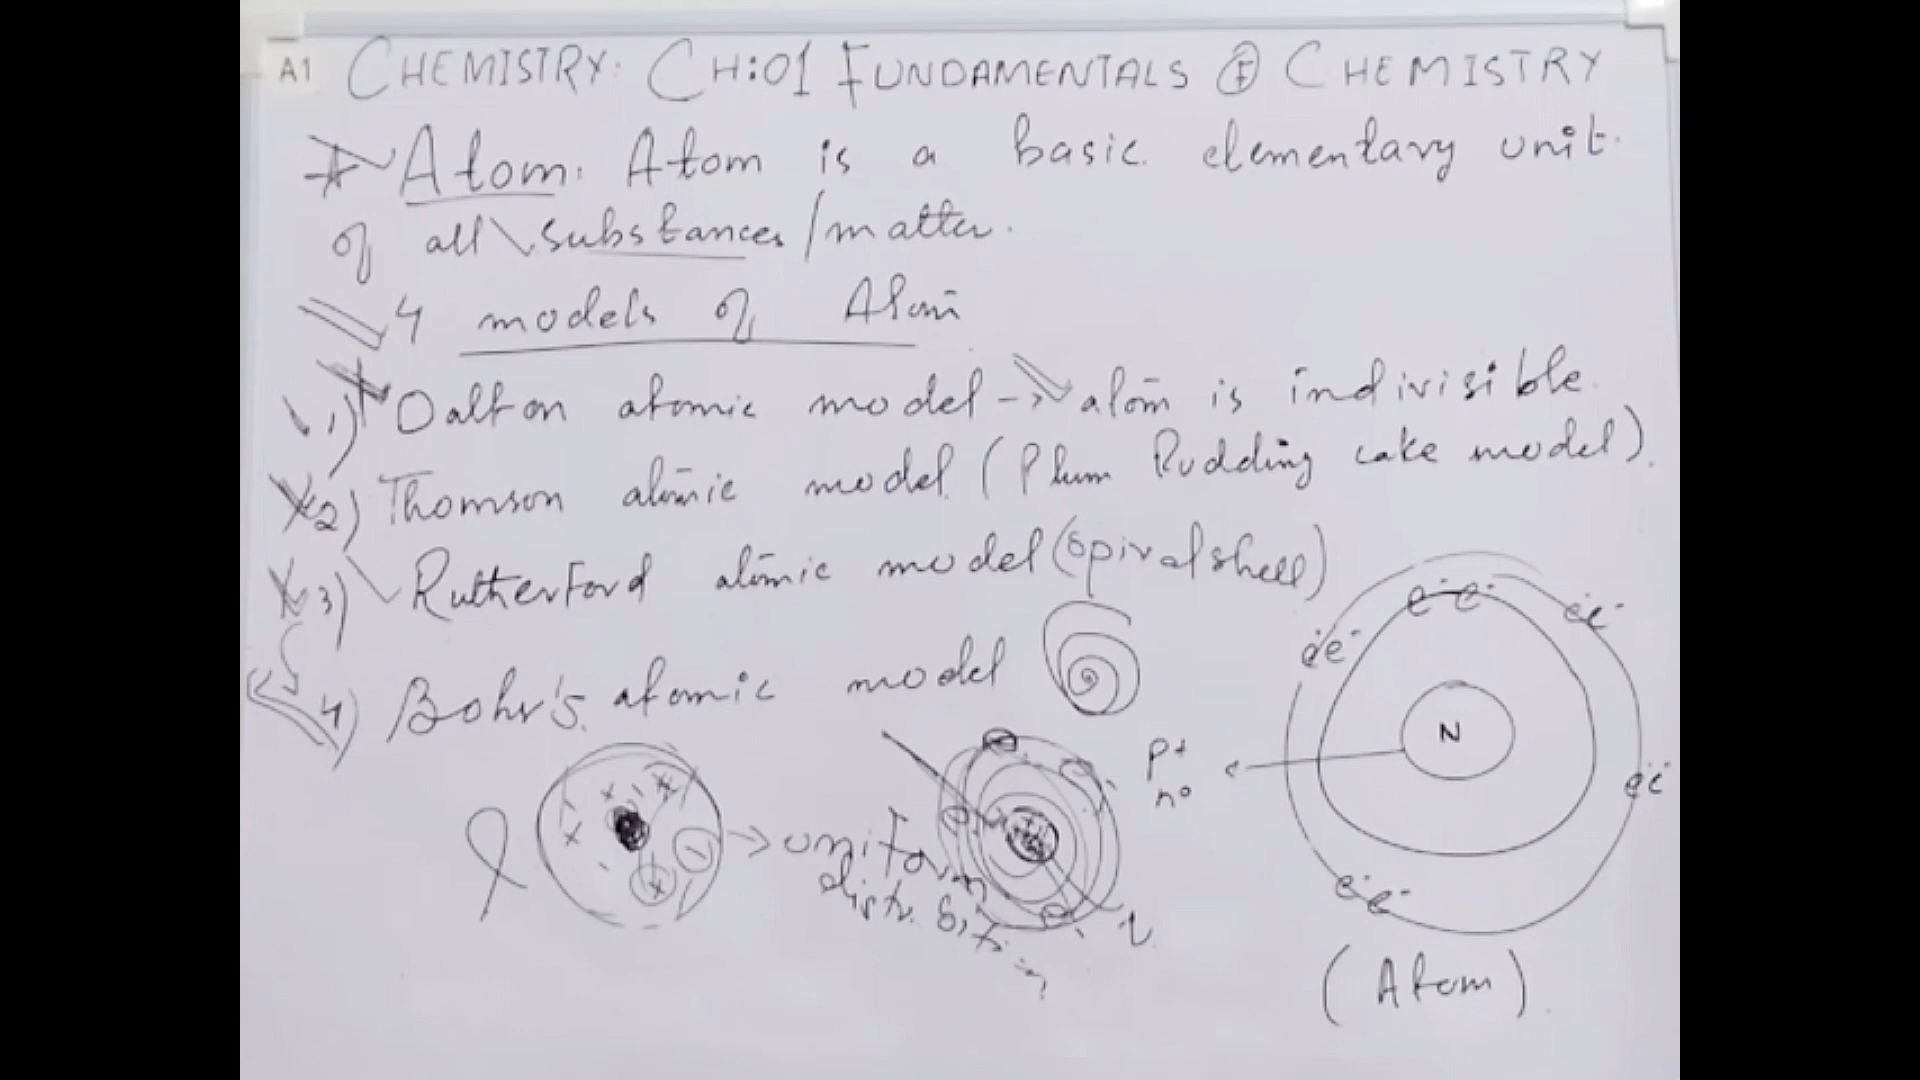 A1 CHEMISTRY: CH:01 FUNDAMENTALS OF CHEMISTRY
Atom. Atom is a basic elementary unit.
of all substances/matter.
4 models of Atom
1) Dalton atomic model -> atom is indivisible.
2) Thomson atomic model (Plum Pudding cake model).
3) Rutherford atomic model (spiral shell)
4) Bohr's atomic model
e- e-
e- e-
e- e-
N
P+
n°
e- e-
e- e-
-> uniform
distribution
(Atom).